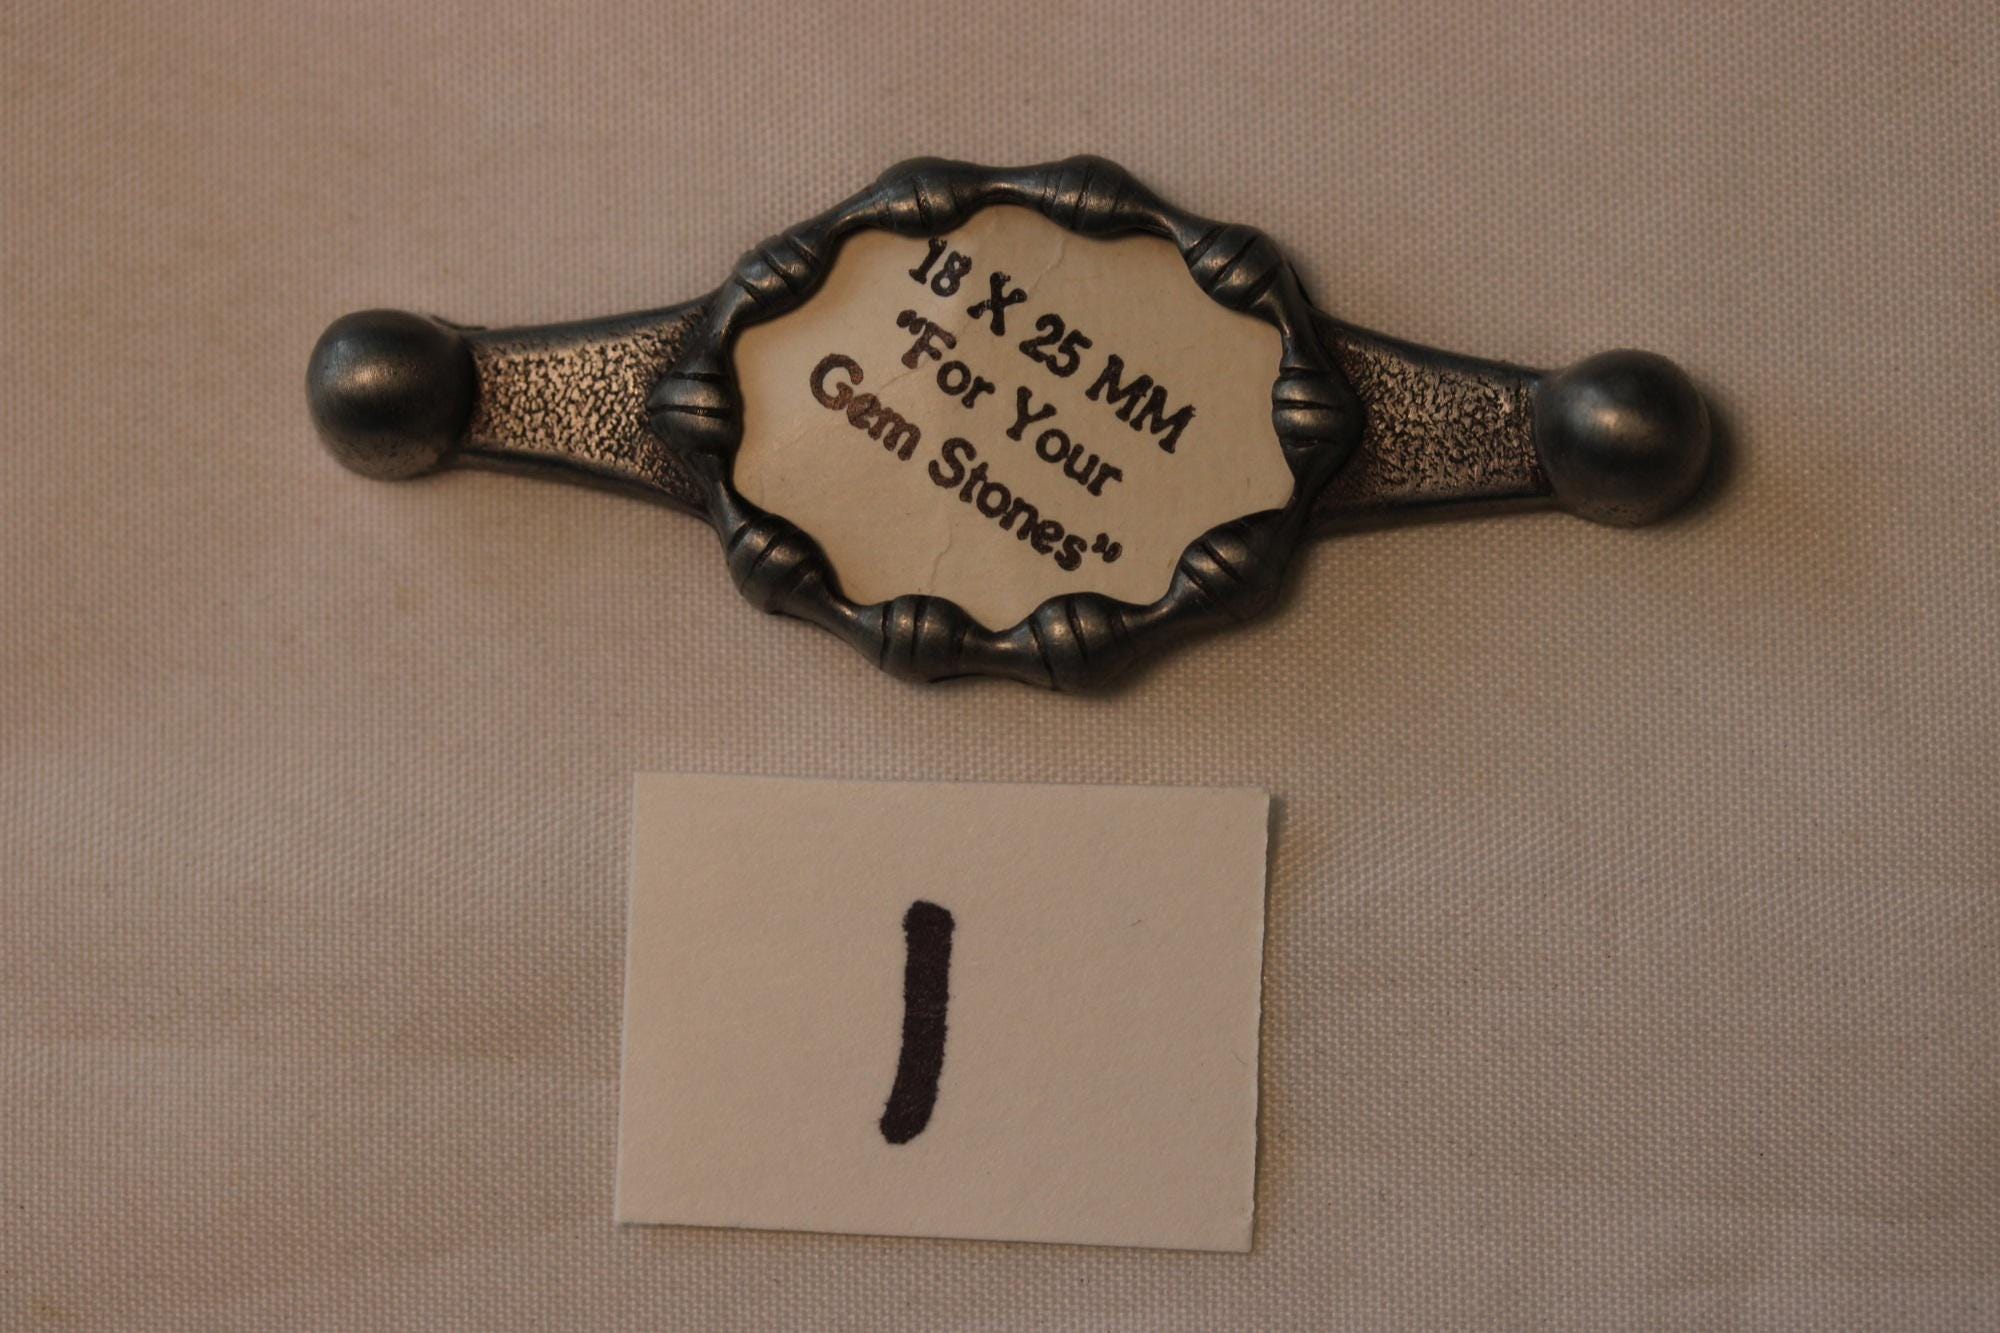 18 X 25 MM
“For Your
Gem Stones”
1